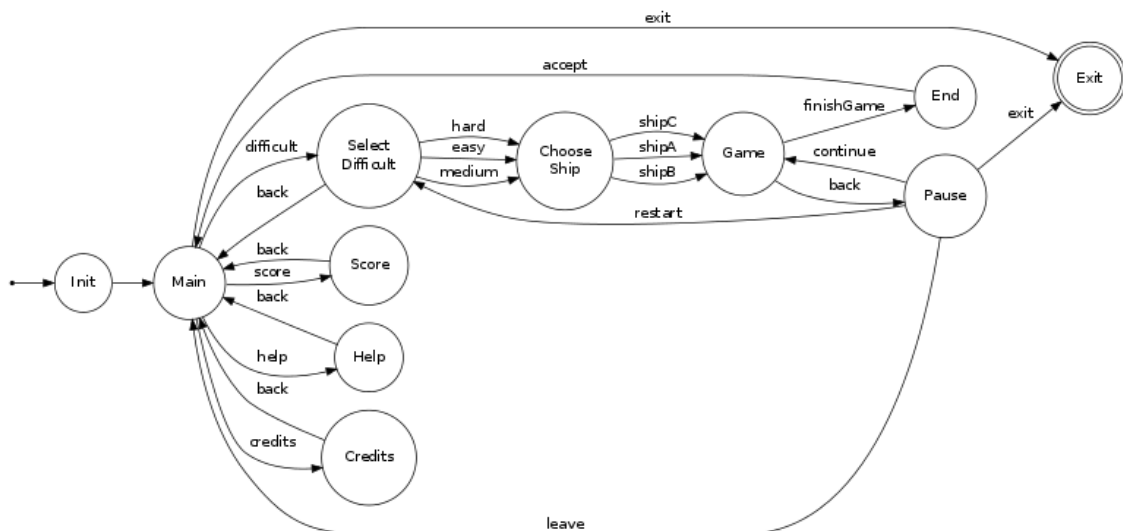 exit
accept
Exit
End
finishGame
exit
hard
shipC
difficult
Select
Difficult
easy
Choose
Ship
shipA
Game
continue
medium
shipB
back
back
Pause
restart
back
Score
Init
Main
score
back
help
Help
back
credits
Credits
leave